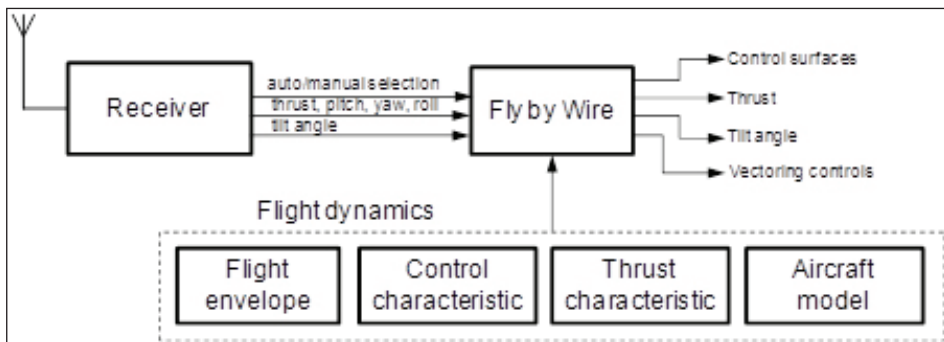 auto/manual selection
Receiver
thrust, pitch, yaw, roll
tilt angle
Fly by Wire
Control surfaces
Thrust
Tilt angle
Vectoring controls
Flight dynamics
Flight
envelope
Control
characteristic
Thrust
characteristic
Aircraft
model